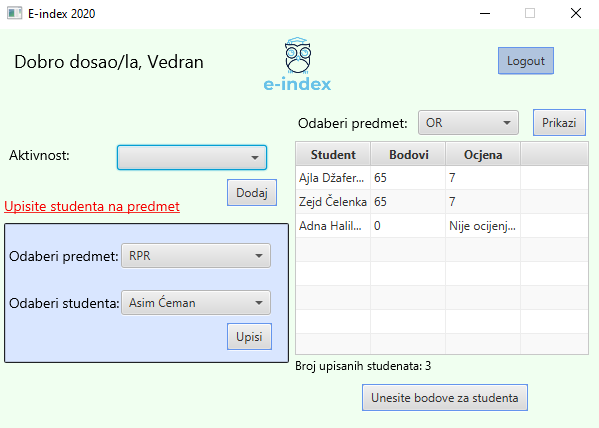 E-index 2020
Dobro dosao/la, Vedran
e-index
Logout
Odaberi predmet: OR Prikazi
Aktivnost:
Dodaj
Upisite studenta na predmet
Odaberi predmet: RPR
Odaberi studenta: Asim Ćeman
Upisi
Student Bodovi Ocjena
Ajla Džafer... 65 7
Zejd Čelenka 65 7
Adna Halil... 0 Nije ocijenj...
Broj upisanih studenata: 3
Unesite bodove za studenta